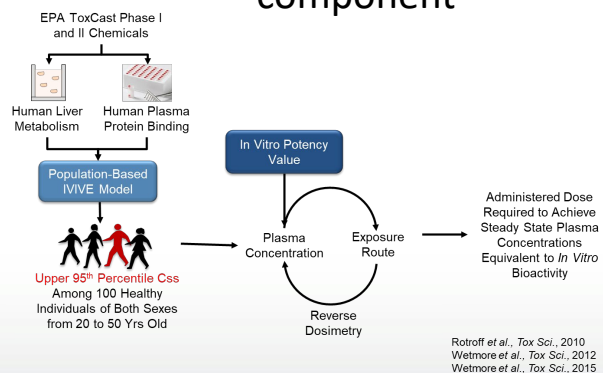 component
EPA ToxCast Phase I
and II Chemicals
Human Liver
Metabolism
Human Plasma
Protein Binding
Population-Based
IVIVE Model
Upper 95th Percentile Css
Among 100 Healthy
Individuals of Both Sexes
from 20 to 50 Yrs Old
In Vitro Potency
Value
Plasma
Concentration
Exposure
Route
Reverse
Dosimetry
Administered Dose
Required to Achieve
Steady State Plasma
Concentrations
Equivalent to In Vitro
Bioactivity
Rotroff et al., Tox Sci., 2010
Wetmore et al., Tox Sci., 2012
Wetmore et al., Tox Sci., 2015